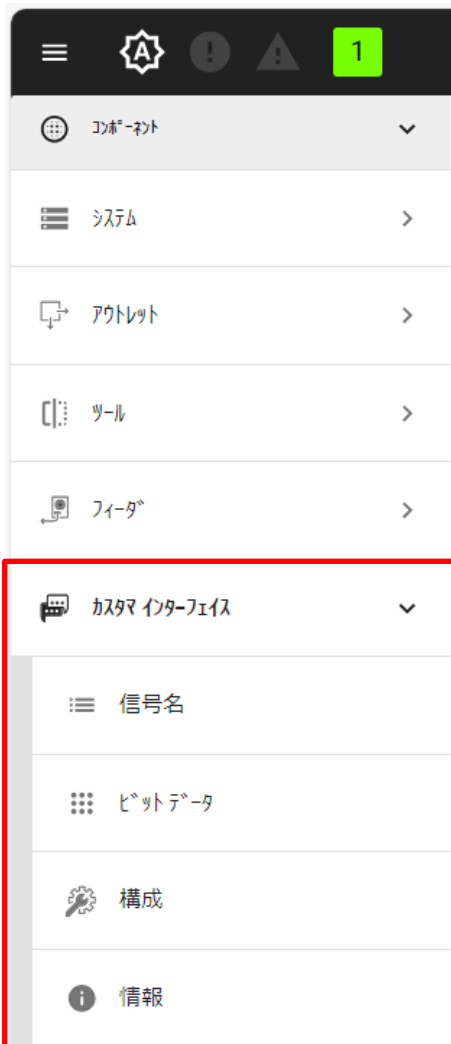 A
1
ｺﾝﾎﾟｰﾈﾝﾄ
ｼｽﾃﾑ
ｱｳﾄﾚｯﾄ
ﾂｰﾙ
ﾌｨｰﾀﾞ
ｶｽﾀﾏ ｲﾝﾀｰﾌｪｲｽ
信号名
ﾋﾞｯﾄ ﾃﾞｰﾀ
構成
情報